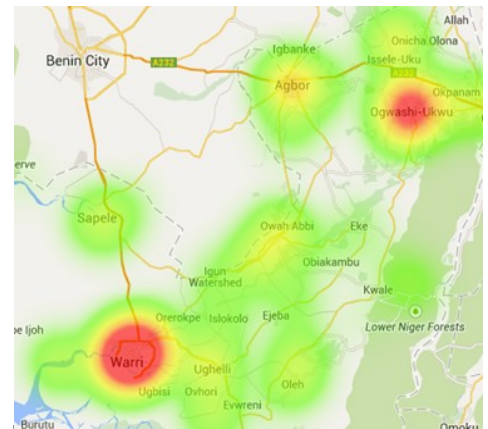 Allah
Onicha Olona
Igbanke
Issele-Uku
Benin City
A232
A232
Agbor
Okpanam
Ogwashi-Ukwu
erve
Sapele
Owah Abbi
Eke
Obiakambu
Igun
Watershed
Kwale
Orerokpe
Islokolo
Ejeba
Lower Niger Forests
pe Ijoh
Warri
Ughelli
Oleh
Ugbisi
Ovhori
Evwreni
Burutu
Omoku